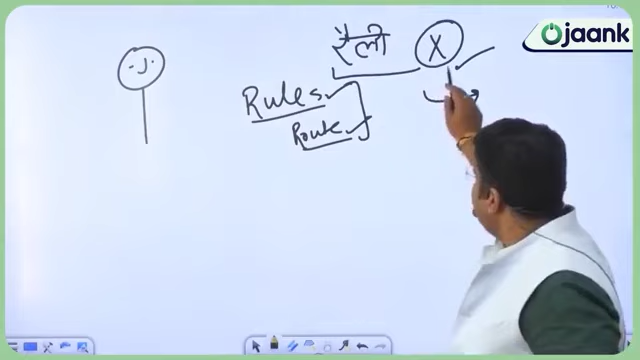 Ojaank
रैली X
Rules
Route
J